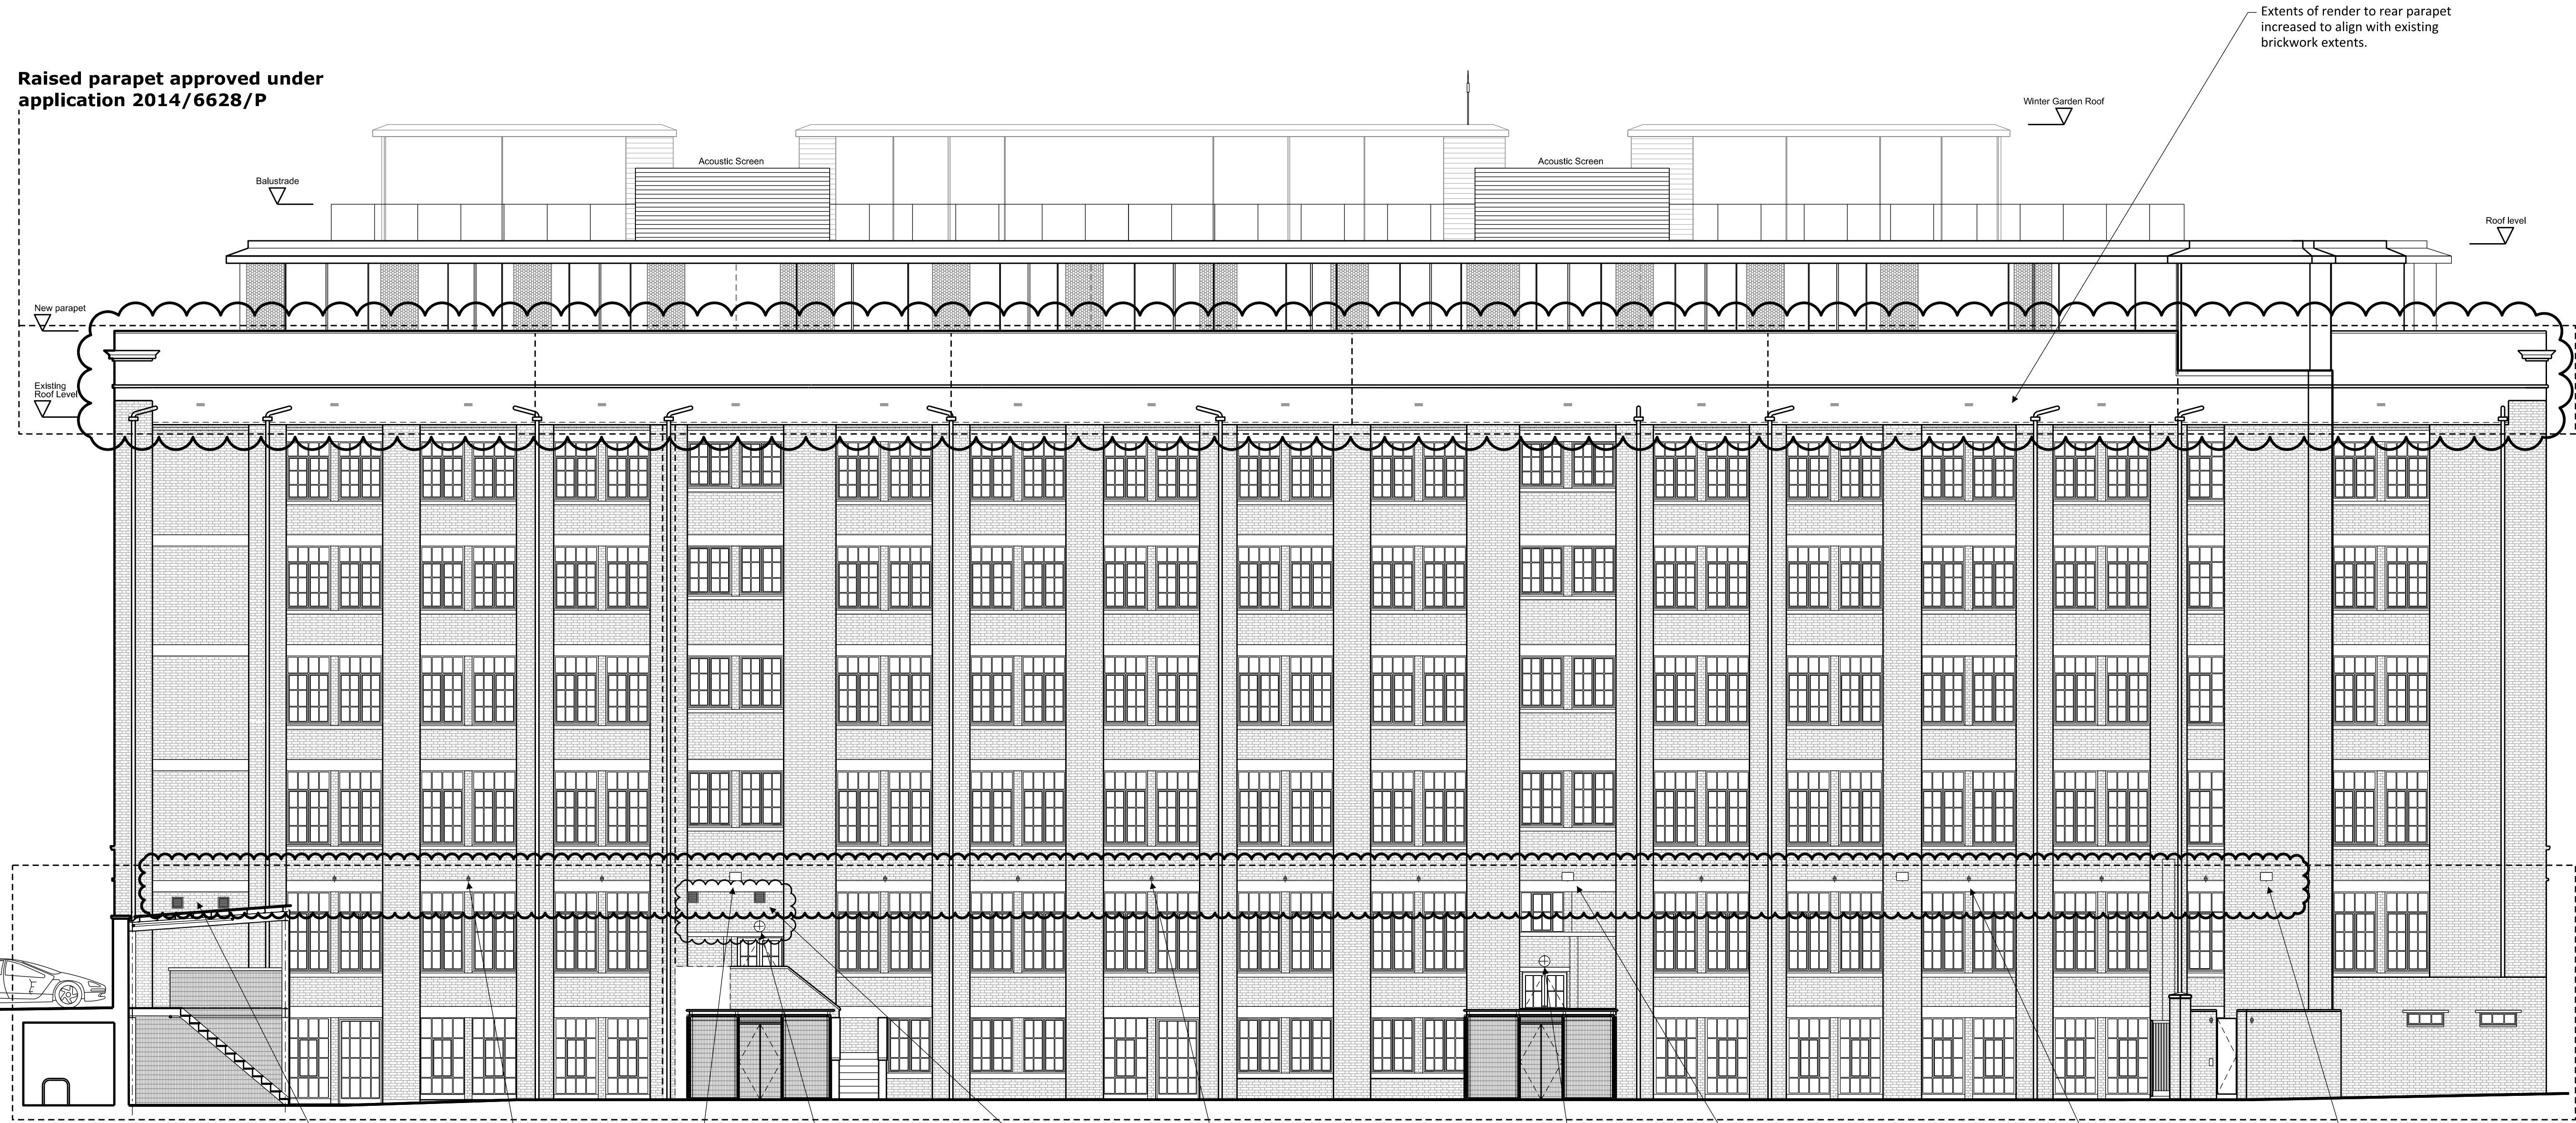 Extents of render to rear parapet
increased to align with existing
brickwork extents.
Raised parapet approved under
application 2014/6628/P
Winter Garden Roof
Acoustic Screen
Acoustic Screen
Balustrade
Roof level
New parapet
Existing
Roof Level